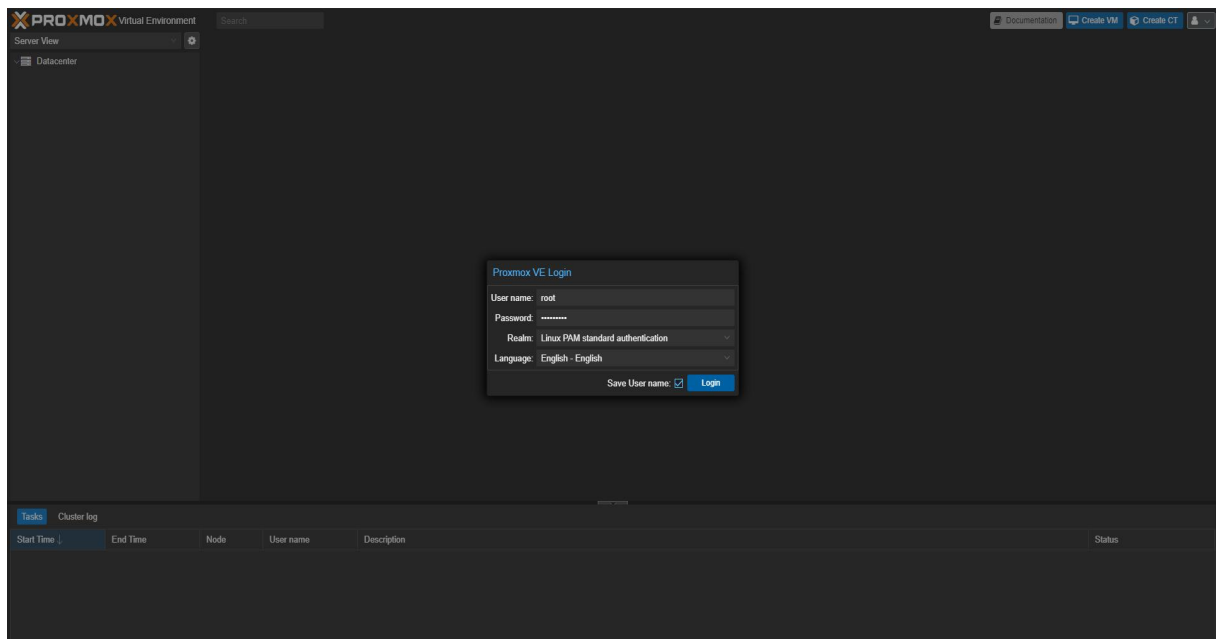 PROXMOX Virtual Environment Search Documentation Create VM Create CT
Server View
Datacenter
Proxmox VE Login
User name: root
Password: •••••••••
Realm: Linux PAM standard authentication
Language: English - English
Save User name: Login
Tasks Cluster log
Start Time ↓ End Time Node User name Description Status